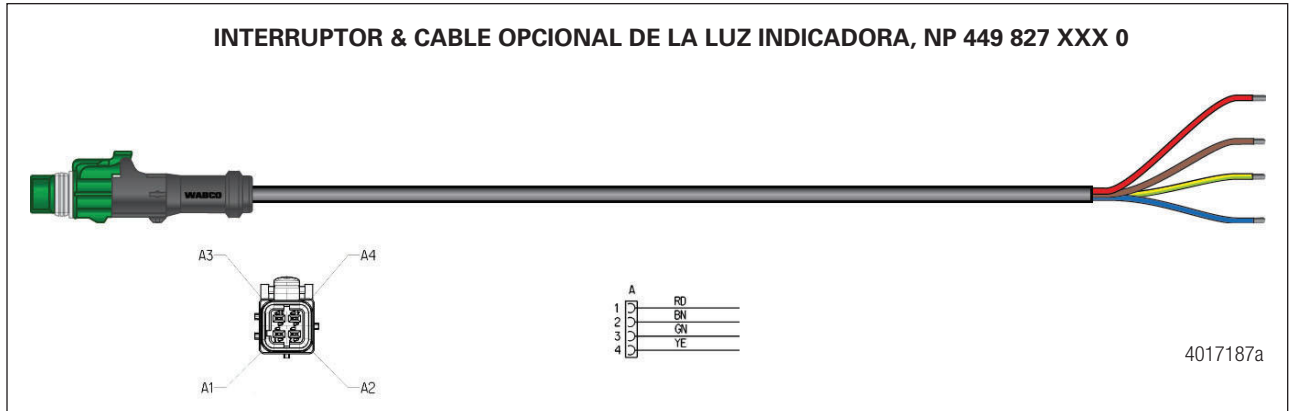 INTERRUPTOR & CABLE OPCIONAL DE LA LUZ INDICADORA, NP 449 827 XXX 0
WABCO
A3 A4
A1 A2
A
1 RD
2 BN
3 GN
4 YE
4017187a